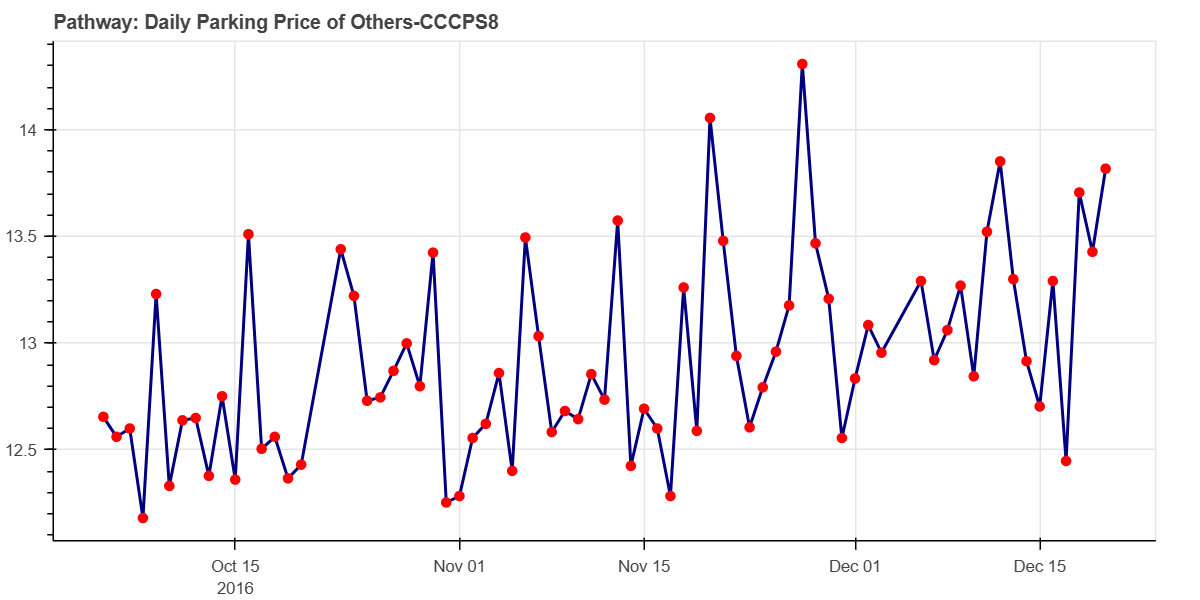 Pathway: Daily Parking Price of Others-CCCPS8
14
13.5
13
12.5
Oct 15
2016
Nov 01
Nov 15
Dec 01
Dec 15